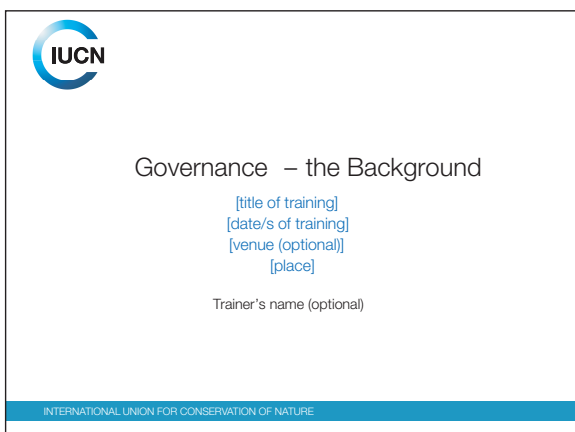 IUCN
Governance – the Background
[title of training]
[date/s of training]
[venue (optional)]
[place]
Trainer's name (optional)
INTERNATIONAL UNION FOR CONSERVATION OF NATURE